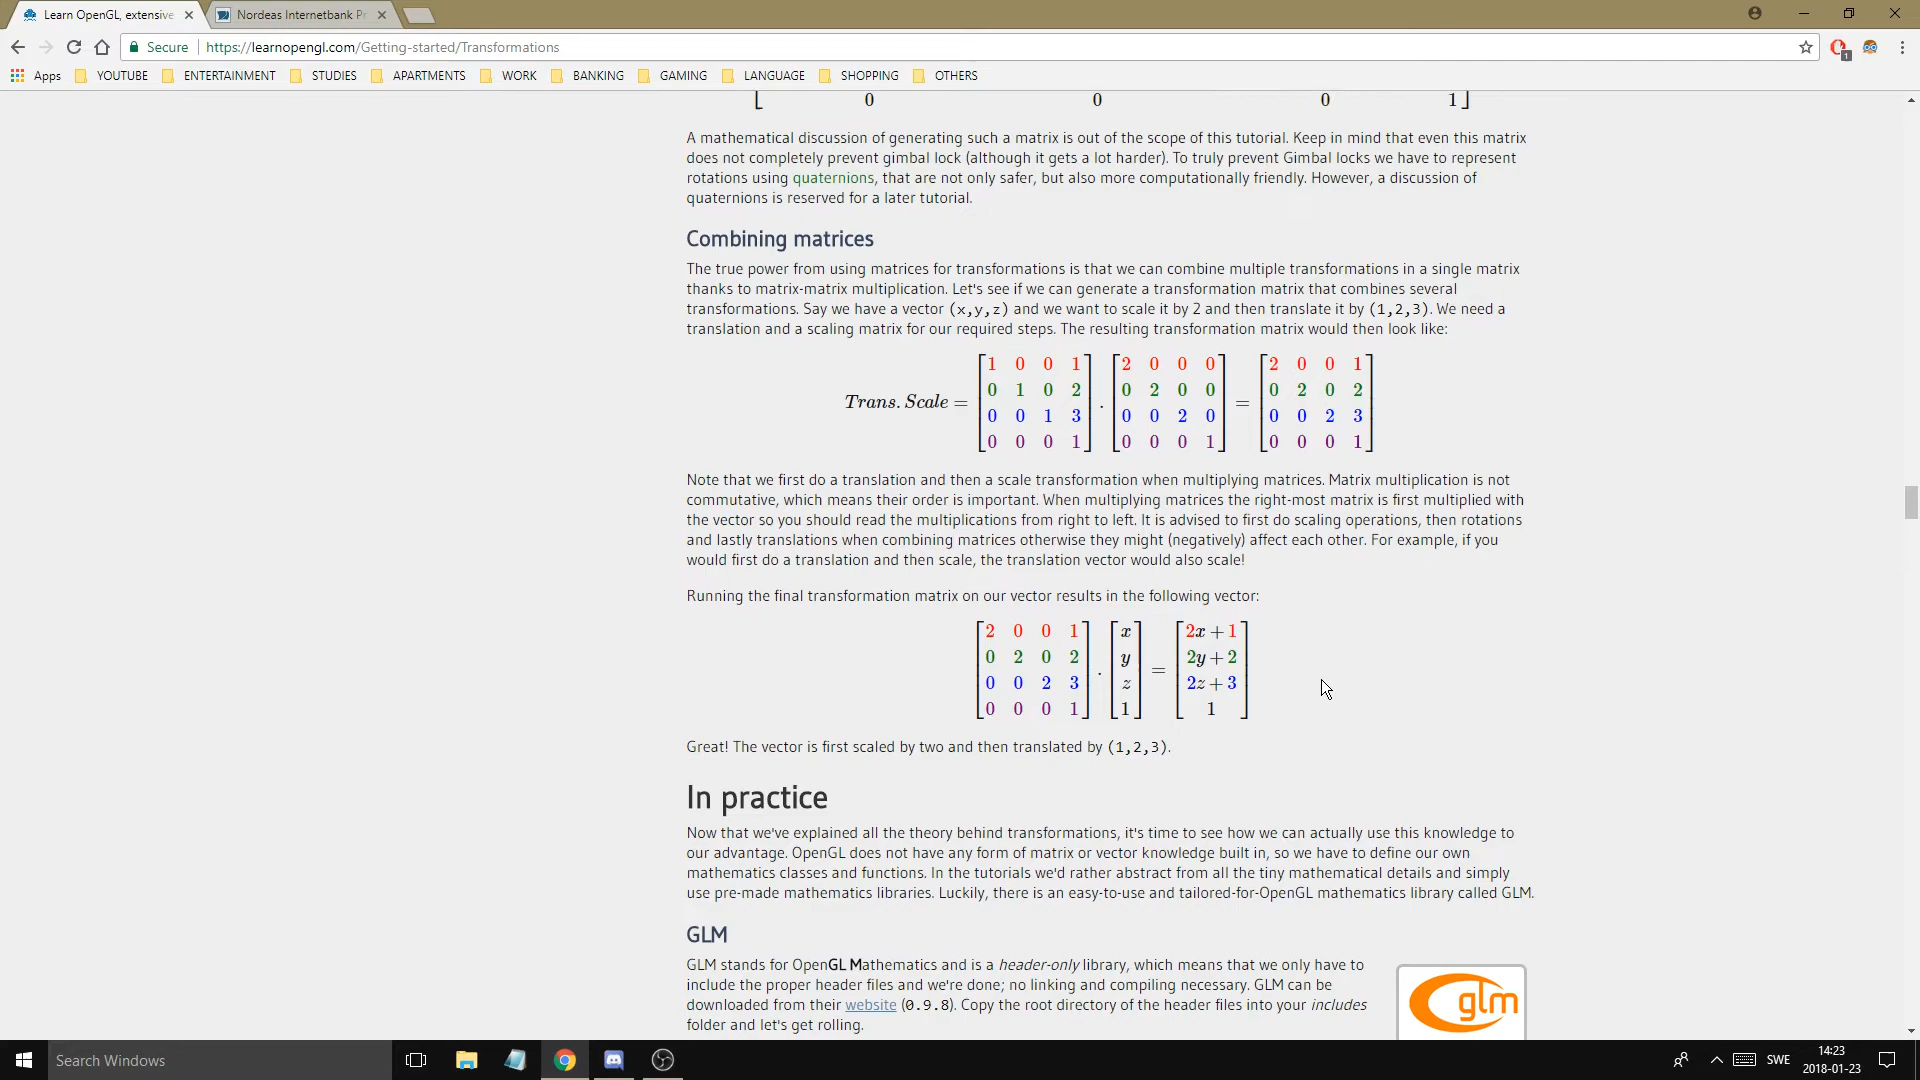 Learn OpenGL, extensive
Nordeas Internetbank Pr
Secure
https://learnopengl.com/Getting-started/Transformations
1
Apps YOUTUBE ENTERTAINMENT STUDIES APARTMENTS WORK BANKING GAMING LANGUAGE SHOPPING OTHERS
0 0 0 1
A mathematical discussion of generating such a matrix is out of the scope of this tutorial. Keep in mind that even this matrix
does not completely prevent gimbal lock (although it gets a lot harder). To truly prevent Gimbal locks we have to represent
rotations using quaternions, that are not only safer, but also more computationally friendly. However, a discussion of
quaternions is reserved for a later tutorial.
Combining matrices
The true power from using matrices for transformations is that we can combine multiple transformations in a single matrix
thanks to matrix-matrix multiplication. Let's see if we can generate a transformation matrix that combines several
transformations. Say we have a vector (x,y,z) and we want to scale it by 2 and then translate it by (1,2,3). We need a
translation and a scaling matrix for our required steps. The resulting transformation matrix would then look like:
1 0 0 1 2 0 0 0 2 0 0 1
0 1 0 2 0 2 0 0 0 2 0 2
Trans.Scale = . =
0 0 1 3 0 0 2 0 0 0 2 3
0 0 0 1 0 0 0 1 0 0 0 1
Note that we first do a translation and then a scale transformation when multiplying matrices. Matrix multiplication is not
commutative, which means their order is important. When multiplying matrices the right-most matrix is first multiplied with
the vector so you should read the multiplications from right to left. It is advised to first do scaling operations, then rotations
and lastly translations when combining matrices otherwise they might (negatively) affect each other. For example, if you
would first do a translation and then scale, the translation vector would also scale!
Running the final transformation matrix on our vector results in the following vector:
2 0 0 1 x 2x + 1
0 2 0 2 y 2y + 2
. =
0 0 2 3 z 2z + 3
0 0 0 1 1 1
Great! The vector is first scaled by two and then translated by (1,2,3).
In practice
Now that we've explained all the theory behind transformations, it's time to see how we can actually use this knowledge to
our advantage. OpenGL does not have any form of matrix or vector knowledge built in, so we have to define our own
mathematics classes and functions. In the tutorials we'd rather abstract from all the tiny mathematical details and simply
use pre-made mathematics libraries. Luckily, there is an easy-to-use and tailored-for-OpenGL mathematics library called GLM.
GLM
GLM stands for OpenGL Mathematics and is a header-only library, which means that we only have to
include the proper header files and we're done; no linking and compiling necessary. GLM can be
downloaded from their website (0.9.8). Copy the root directory of the header files into your includes
folder and let's get rolling.
glm
Search Windows
SWE
14:23
2018-01-23